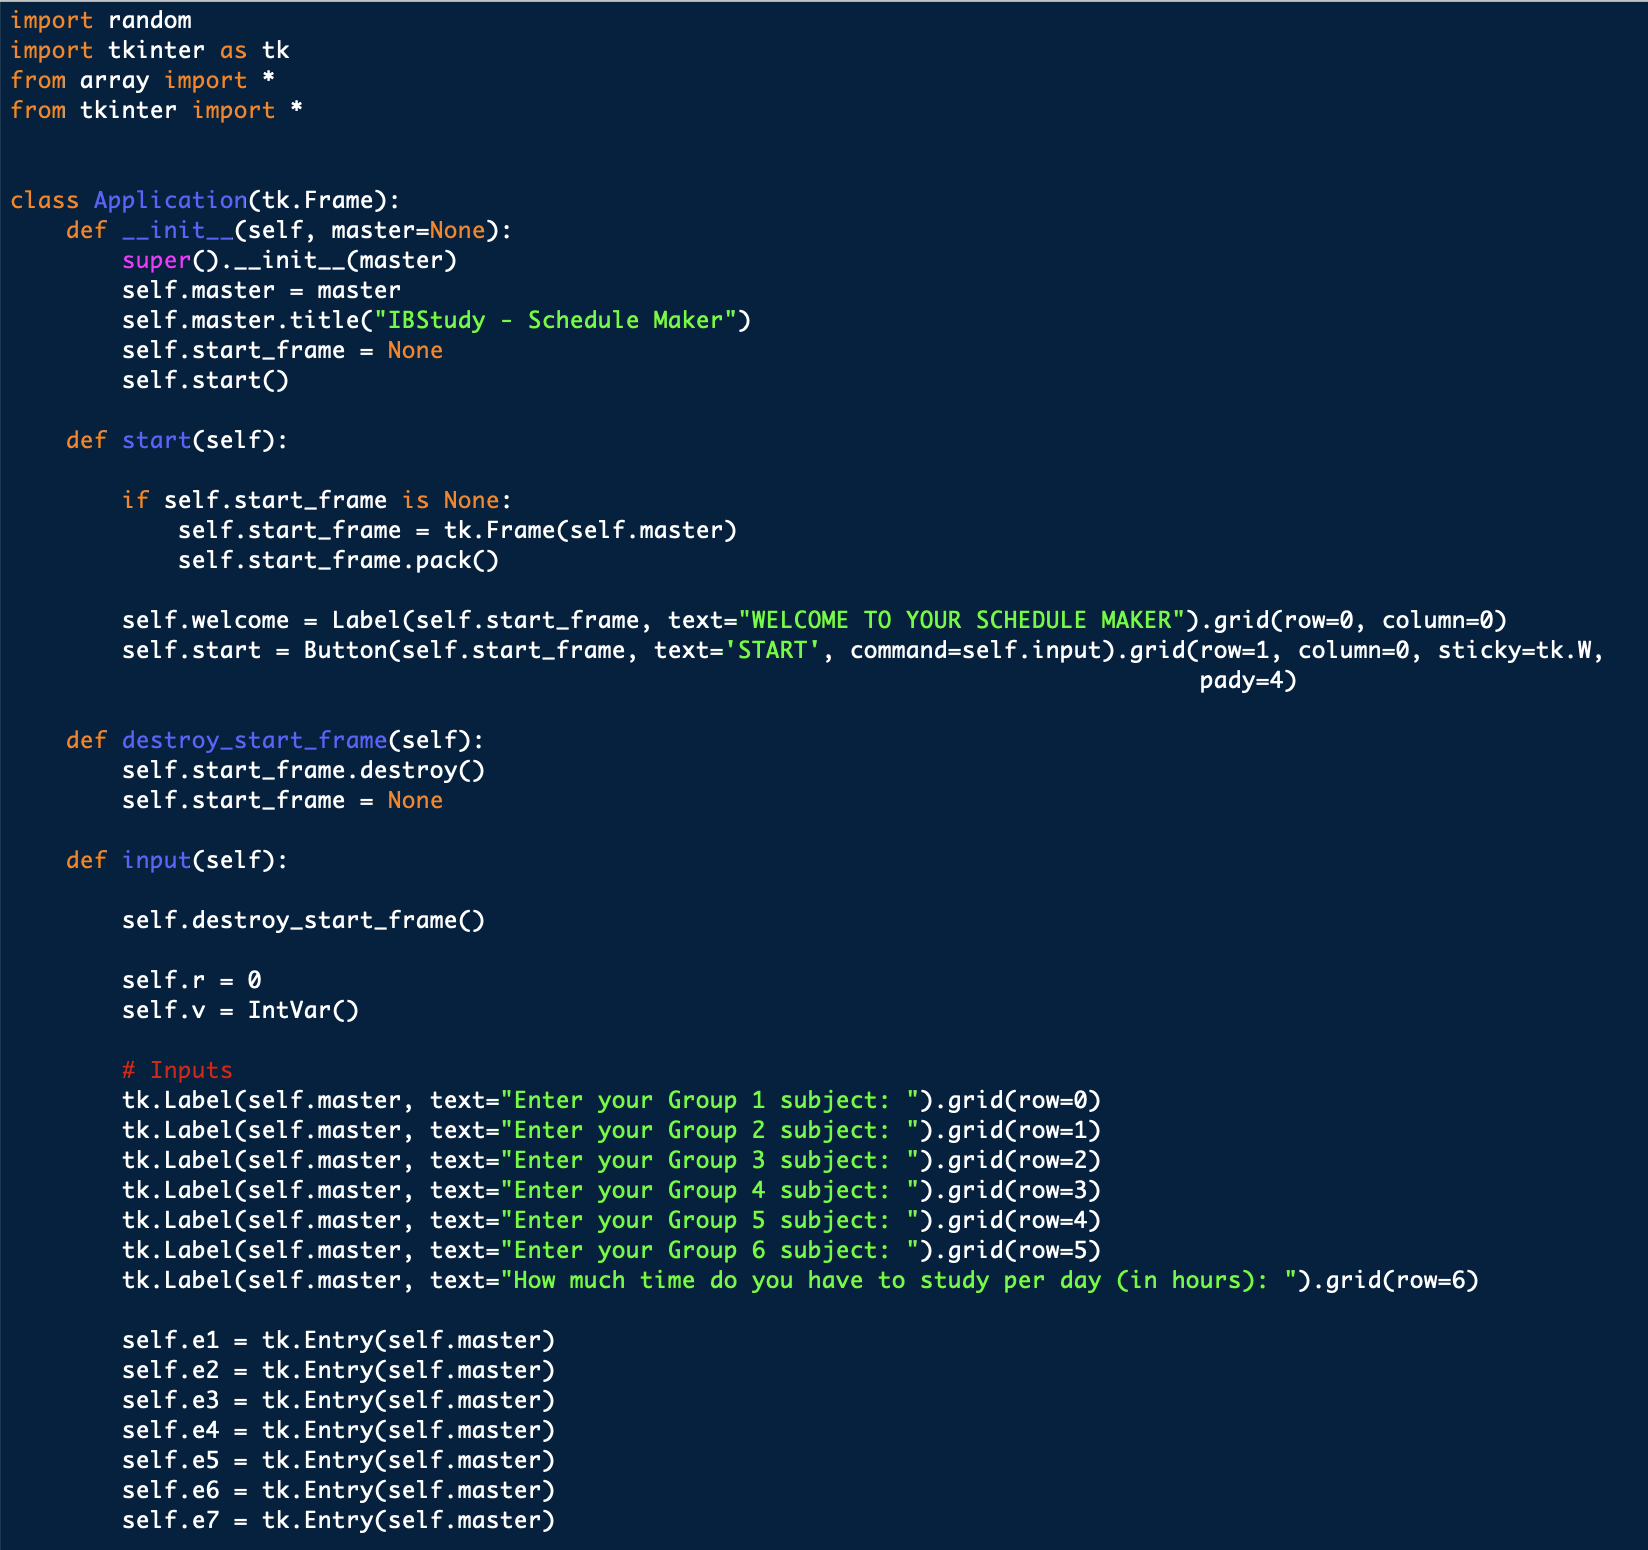 import random
import tkinter as tk
from array import *
from tkinter import *
class Application(tk.Frame):
    def __init__(self, master=None):
        super().__init__(master)
        self.master = master
        self.master.title("IBStudy - Schedule Maker")
        self.start_frame = None
        self.start()
    def start(self):
        if self.start_frame is None:
            self.start_frame = tk.Frame(self.master)
            self.start_frame.pack()
        self.welcome = Label(self.start_frame, text="WELCOME TO YOUR SCHEDULE MAKER").grid(row=0, column=0)
        self.start = Button(self.start_frame, text='START', command=self.input).grid(row=1, column=0, sticky=tk.W,
                                                                              pady=4)
    def destroy_start_frame(self):
        self.start_frame.destroy()
        self.start_frame = None
    def input(self):
        self.destroy_start_frame()
        self.r = 0
        self.v = IntVar()
        # Inputs
        tk.Label(self.master, text="Enter your Group 1 subject: ").grid(row=0)
        tk.Label(self.master, text="Enter your Group 2 subject: ").grid(row=1)
        tk.Label(self.master, text="Enter your Group 3 subject: ").grid(row=2)
        tk.Label(self.master, text="Enter your Group 4 subject: ").grid(row=3)
        tk.Label(self.master, text="Enter your Group 5 subject: ").grid(row=4)
        tk.Label(self.master, text="Enter your Group 6 subject: ").grid(row=5)
        tk.Label(self.master, text="How much time do you have to study per day (in hours): ").grid(row=6)
        self.e1 = tk.Entry(self.master)
        self.e2 = tk.Entry(self.master)
        self.e3 = tk.Entry(self.master)
        self.e4 = tk.Entry(self.master)
        self.e5 = tk.Entry(self.master)
        self.e6 = tk.Entry(self.master)
        self.e7 = tk.Entry(self.master)